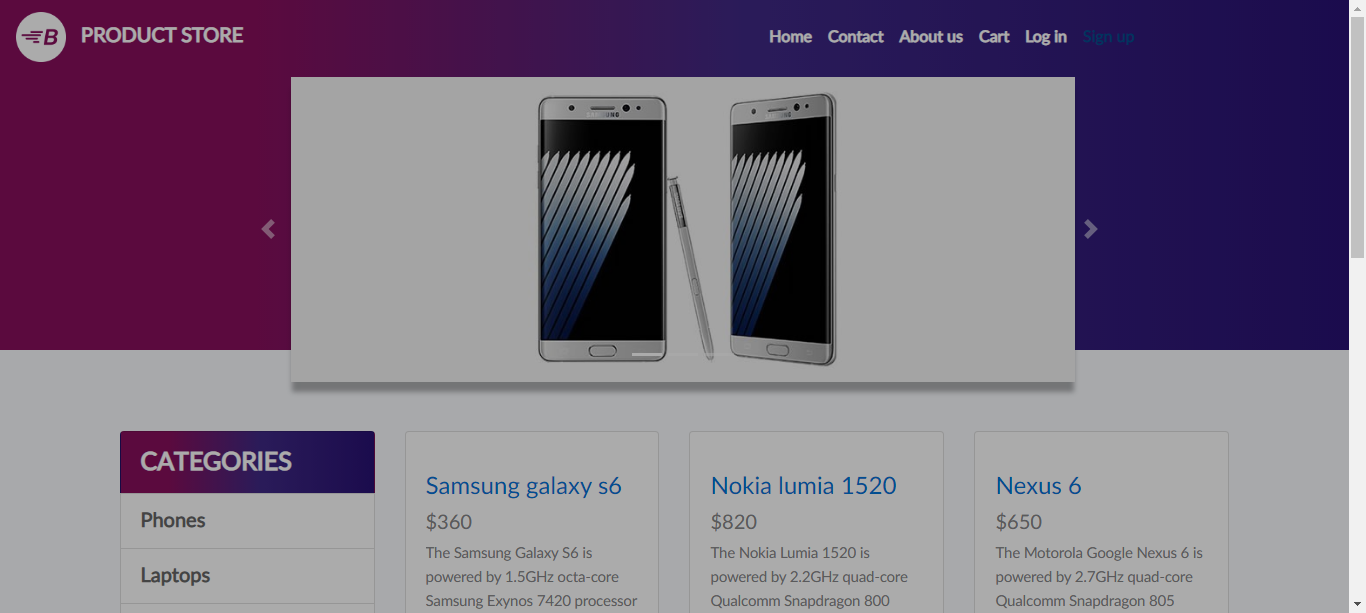 B PRODUCT STORE
Home Contact About us Cart Log in Sign up
SAMSUNG SAMSUNG
CATEGORIES
Phones
Laptops
Samsung galaxy s6
$360
The Samsung Galaxy S6 is
powered by 1.5GHz octa-core
Samsung Exynos 7420 processor
Nokia lumia 1520
$820
The Nokia Lumia 1520 is
powered by 2.2GHz quad-core
Qualcomm Snapdragon 800
Nexus 6
$650
The Motorola Google Nexus 6 is
powered by 2.7GHz quad-core
Qualcomm Snapdragon 805